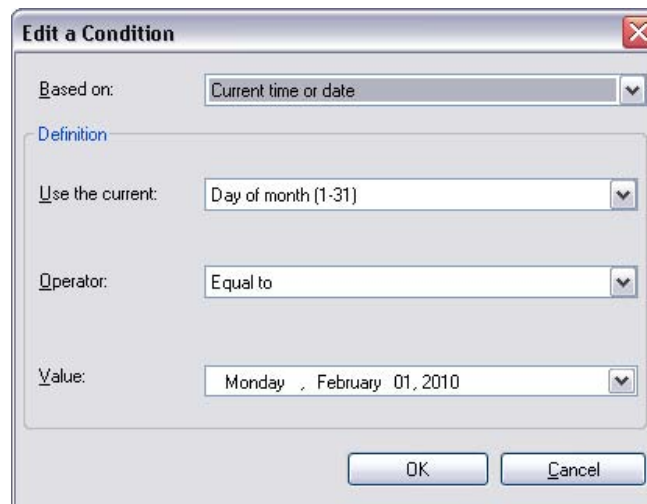 Edit a Condition
Based on: Current time or date
Definition
Use the current: Day of month (1-31)
Operator: Equal to
Value: Monday , February 01, 2010
OK Cancel